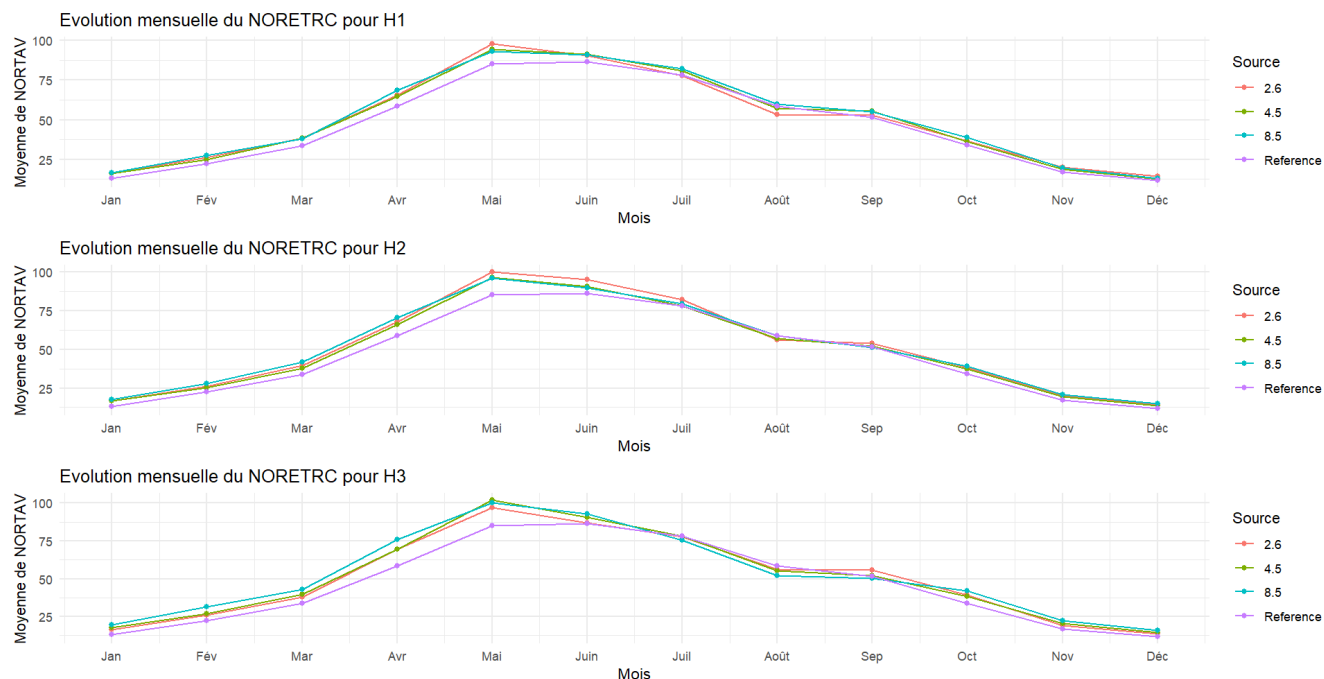 Evolution mensuelle du NORETRC pour H1
Moyenne de NORTAV
100
75
50
25
Jan Fév Mar Avr Mai Juin Juil Août Sep Oct Nov Déc
Mois
Source
2.6
4.5
8.5
Reference
Evolution mensuelle du NORETRC pour H2
Moyenne de NORTAV
100
75
50
25
Jan Fév Mar Avr Mai Juin Juil Août Sep Oct Nov Déc
Mois
Source
2.6
4.5
8.5
Reference
Evolution mensuelle du NORETRC pour H3
Moyenne de NORTAV
100
75
50
25
Jan Fév Mar Avr Mai Juin Juil Août Sep Oct Nov Déc
Mois
Source
2.6
4.5
8.5
Reference